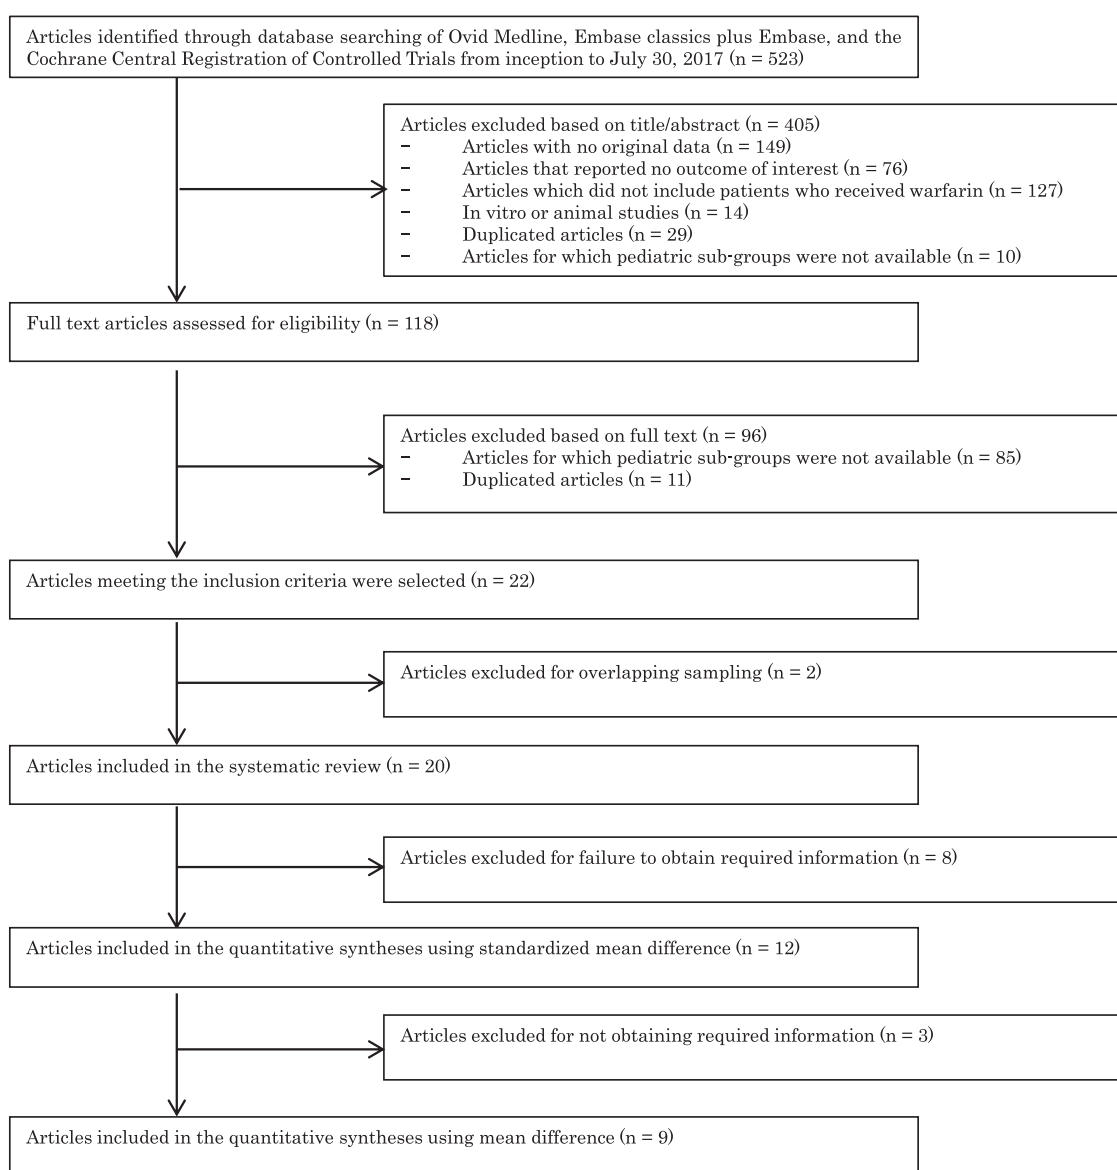 Articles identified through database searching of Ovid Medline, Embase classics plus Embase, and the
Cochrane Central Registration of Controlled Trials from inception to July 30, 2017 (n = 523)
Articles excluded based on title/abstract (n = 405)
– Articles with no original data (n = 149)
– Articles that reported no outcome of interest (n = 76)
– Articles which did not include patients who received warfarin (n = 127)
– In vitro or animal studies (n = 14)
– Duplicated articles (n = 29)
– Articles for which pediatric sub-groups were not available (n = 10)
Full text articles assessed for eligibility (n = 118)
Articles excluded based on full text (n = 96)
– Articles for which pediatric sub-groups were not available (n = 85)
– Duplicated articles (n = 11)
Articles meeting the inclusion criteria were selected (n = 22)
Articles excluded for overlapping sampling (n = 2)
Articles included in the systematic review (n = 20)
Articles excluded for failure to obtain required information (n = 8)
Articles included in the quantitative syntheses using standardized mean difference (n = 12)
Articles excluded for not obtaining required information (n = 3)
Articles included in the quantitative syntheses using mean difference (n = 9)